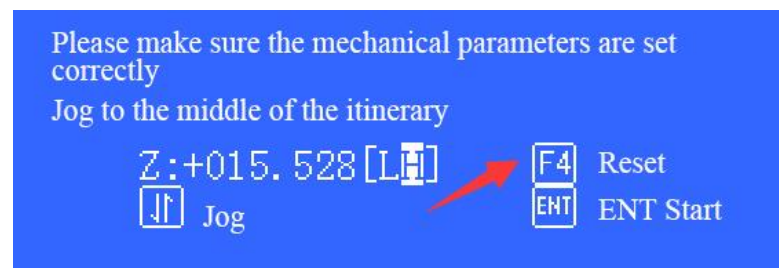 Please make sure the mechanical parameters are set
correctly
Jog to the middle of the itinerary
Z:+015.528[LH] F4 Reset
Jog ENT ENT Start